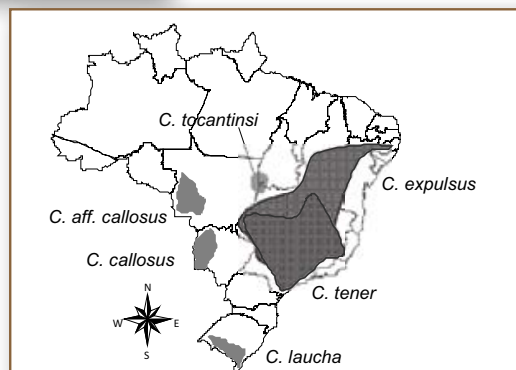 C. tocantinsi
C. expulsus
C. aff. callosus
C. callosus
C. tener
N
W E
S
C. laucha